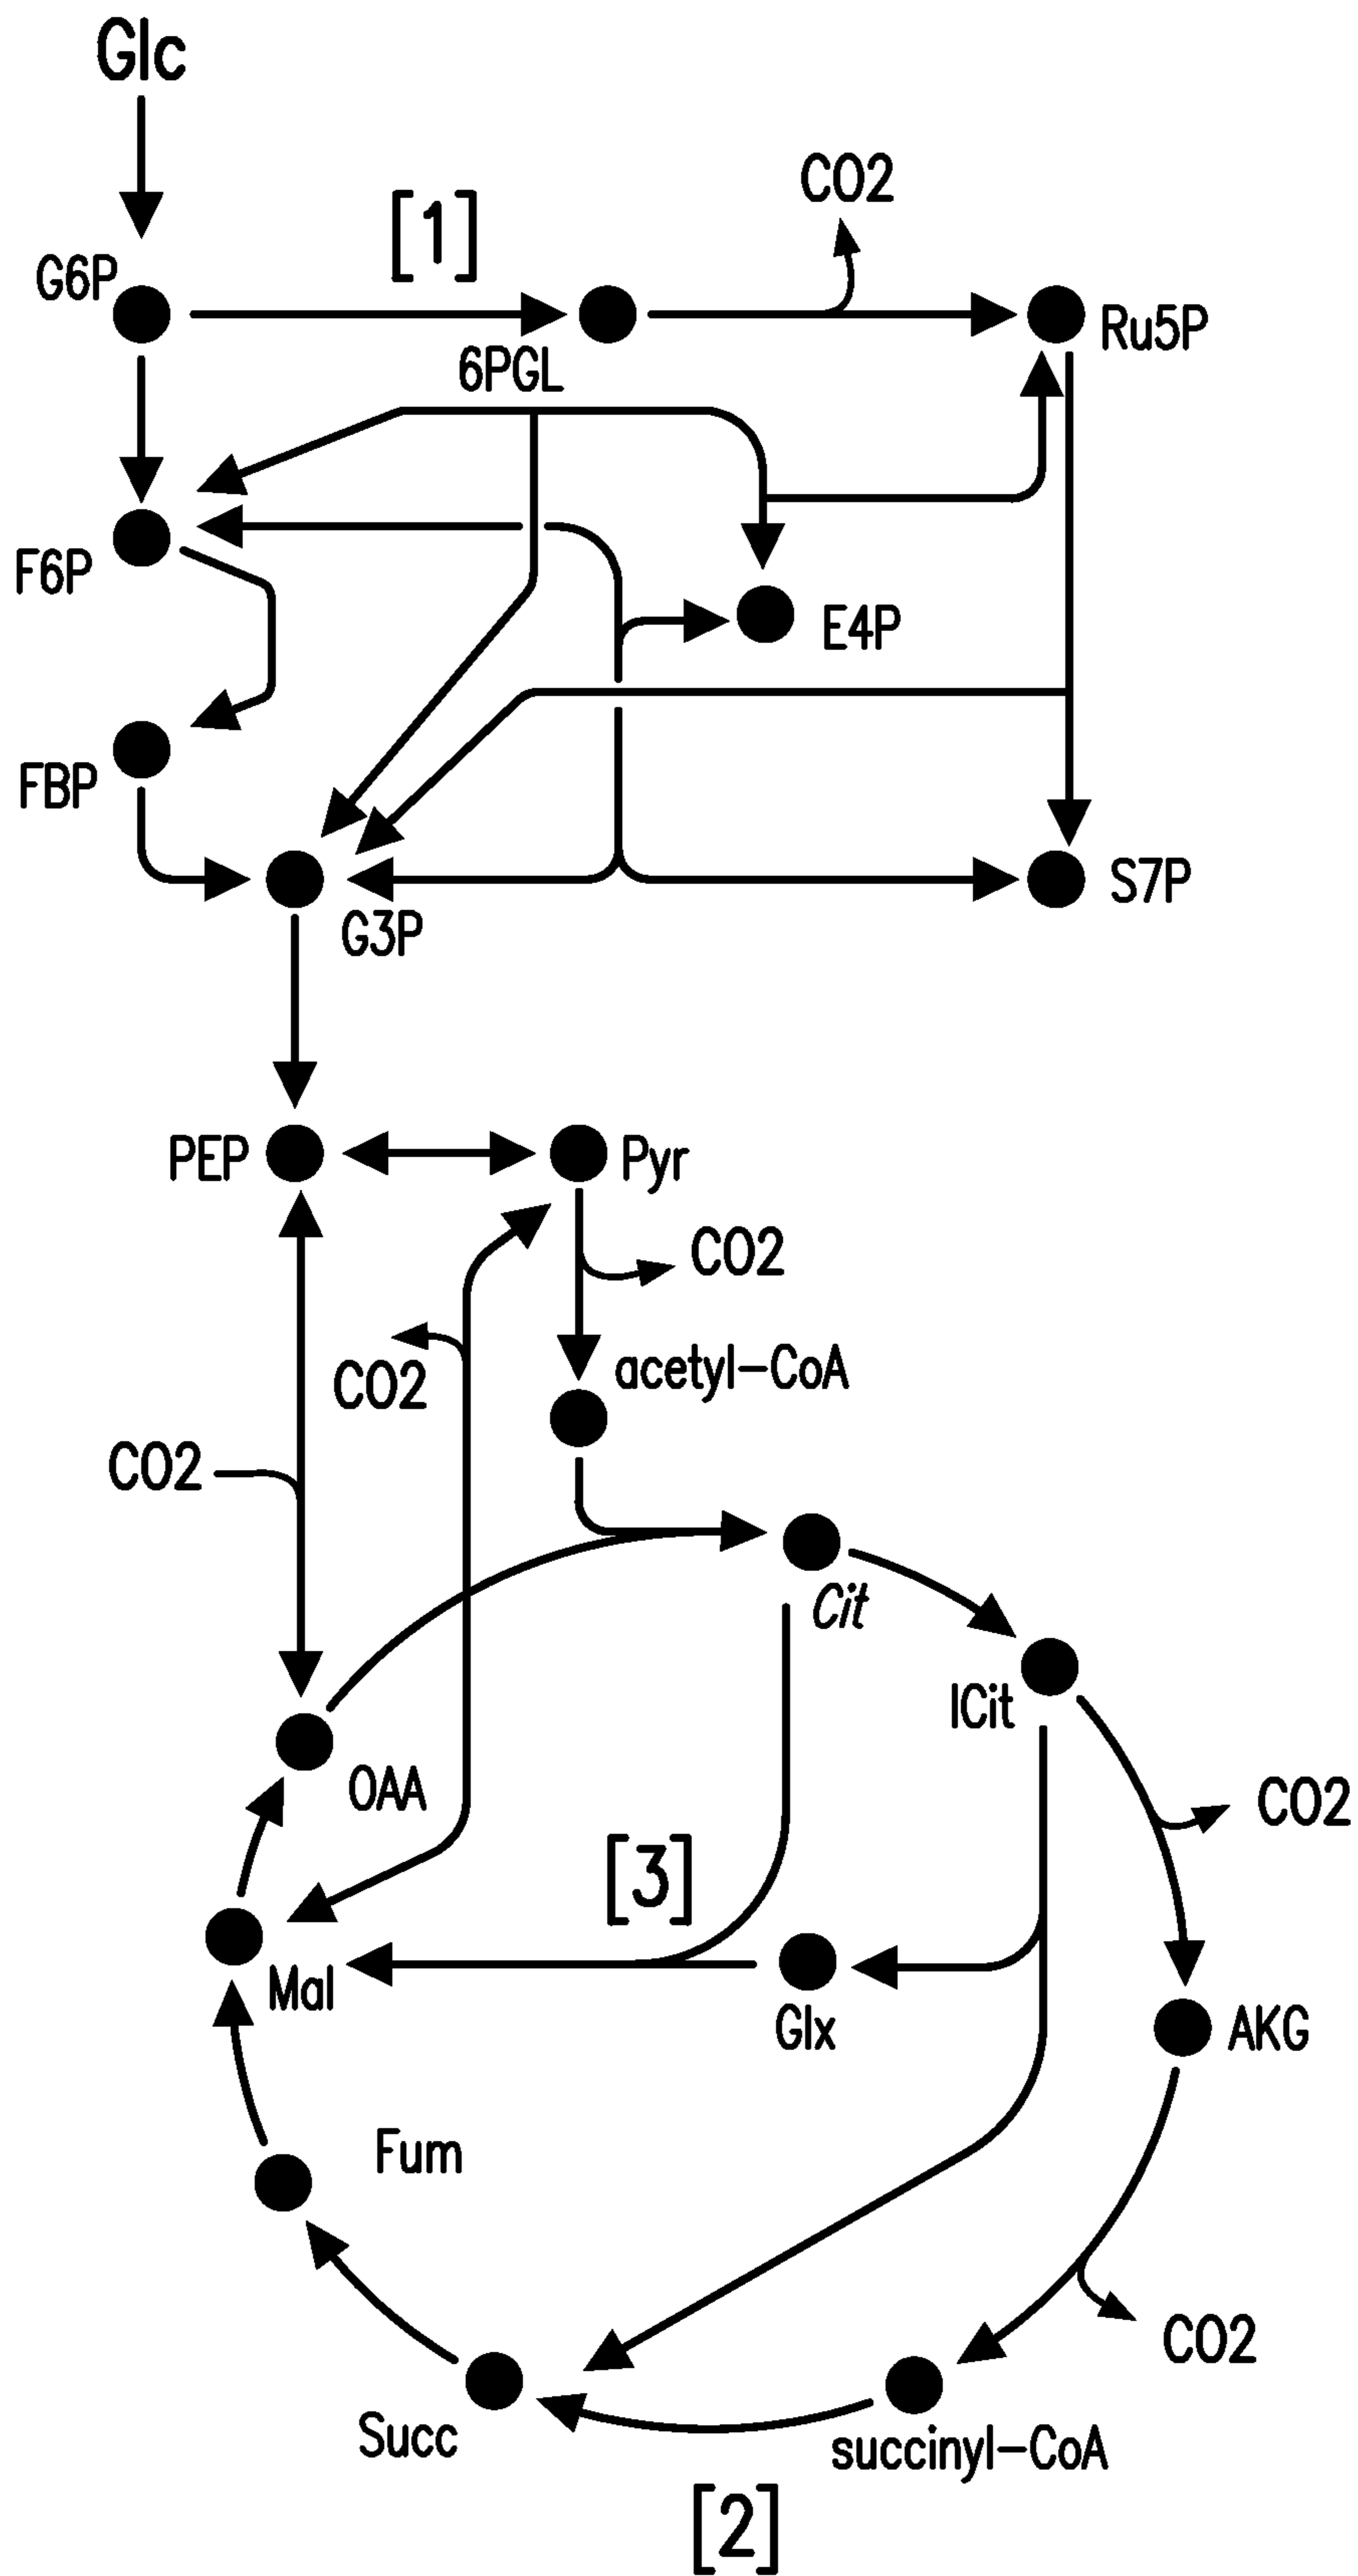 Glc
CO2
[1]
G6P
Ru5P
6PGL
F6P
E4P
FBP
S7P
G3P
PEP
Pyr
CO2
acetyl-CoA
CO2
CO2
Cit
ICit
OAA
CO2
[3]
Mal
Glx
AKG
Fum
CO2
Succ
succinyl-CoA
[2]